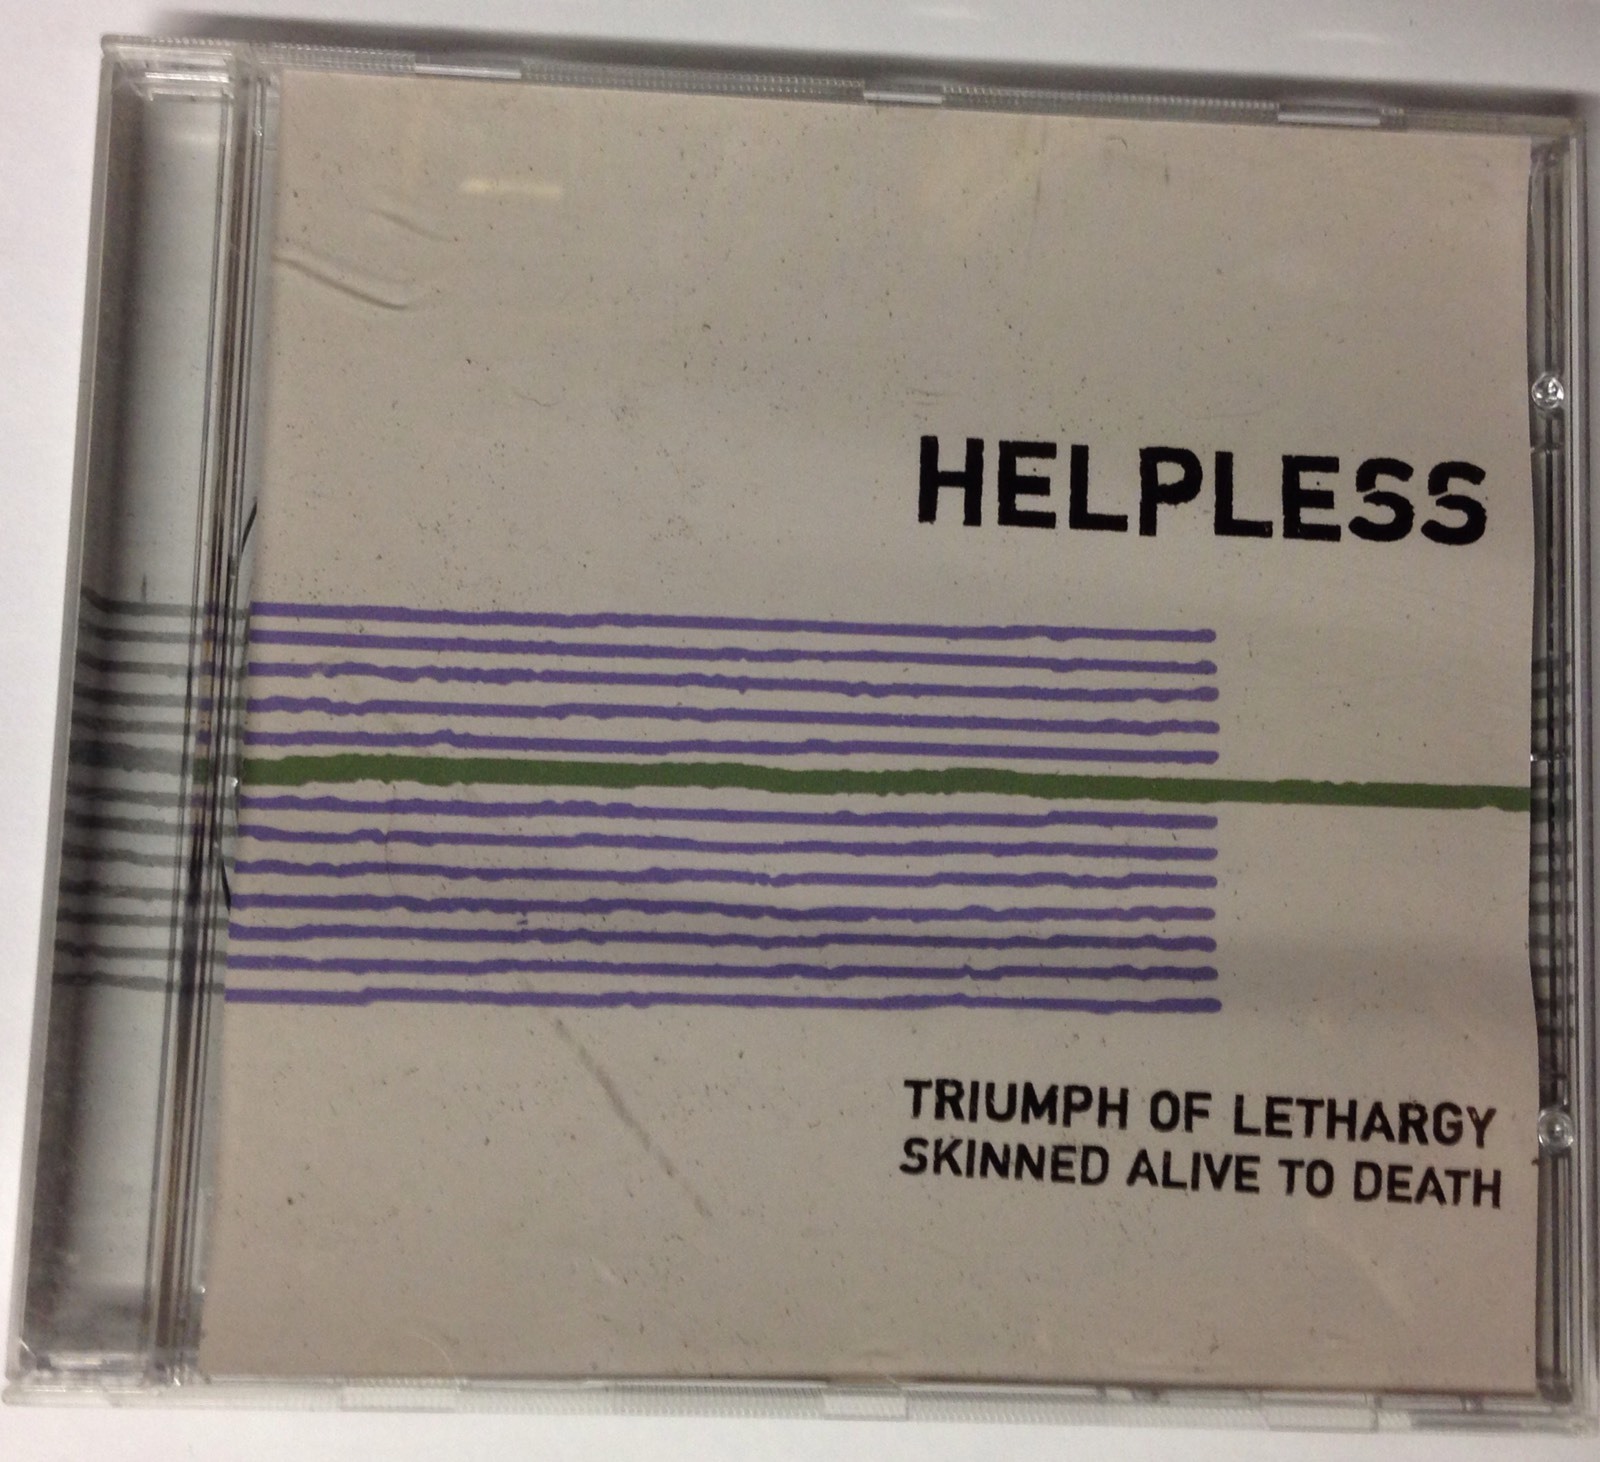 HELPLESS
TRIUMPH OF LETHARGY
SKINNED ALIVE TO DEATH